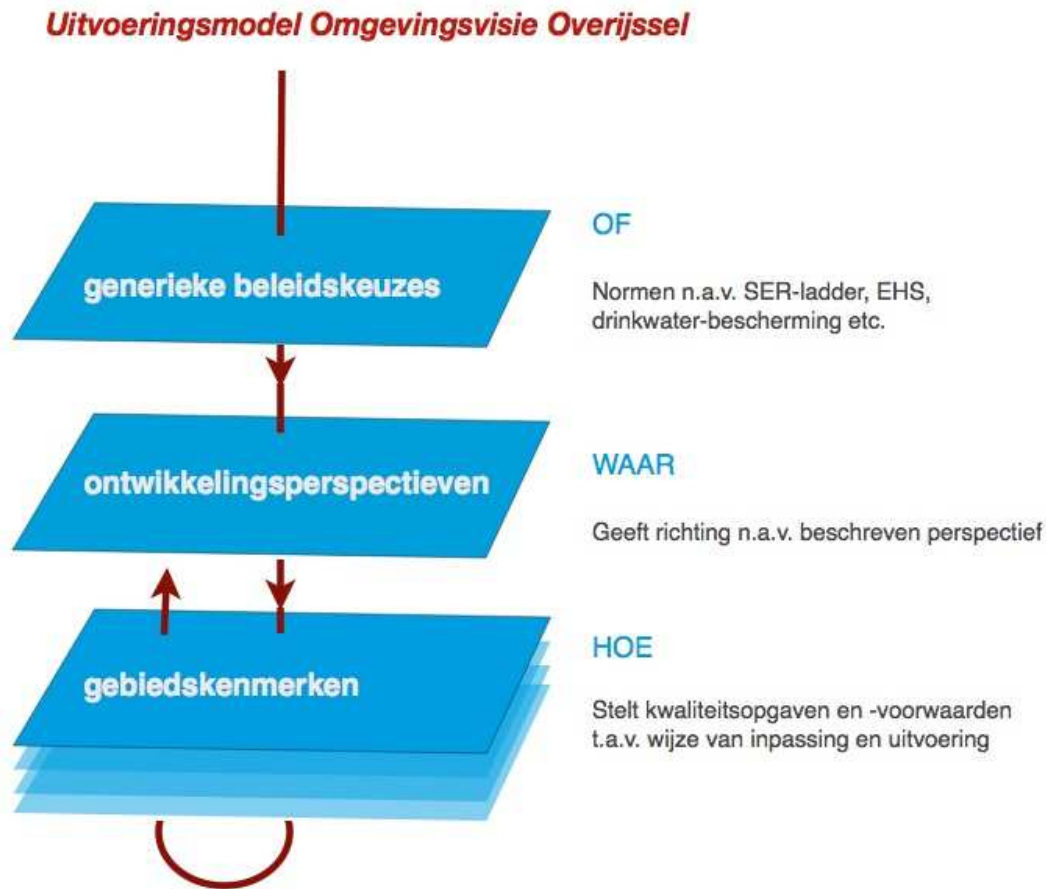 Uitvoeringsmodel Omgevingsvisie Overijssel
generieke beleidskeuzes
OF
Normen n.a.v. SER-ladder, EHS,
drinkwater-bescherming etc.
ontwikkelingsperspectieven
WAAR
Geeft richting n.a.v. beschreven perspectief
gebiedskenmerken
HOE
Stelt kwaliteitsopgaven en -voorwaarden
t.a.v. wijze van inpassing en uitvoering